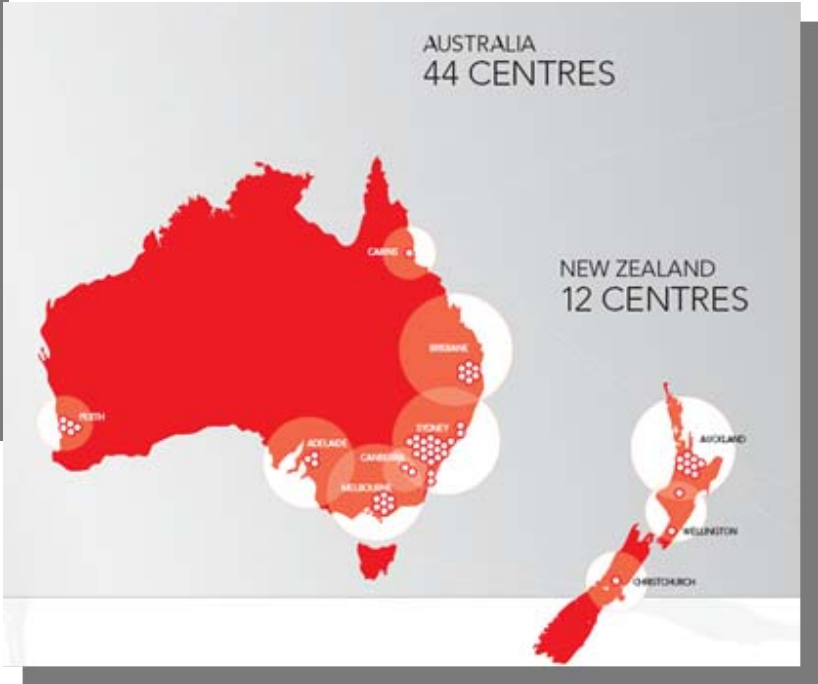 AUSTRALIA
44 CENTRES
CAIRNS
NEW ZEALAND
12 CENTRES
BRISBANE
PERTH
SYDNEY
ADELAIDE
AUCKLAND
CANBERRA
MELBOURNE
WELLINGTON
CHRISTCHURCH